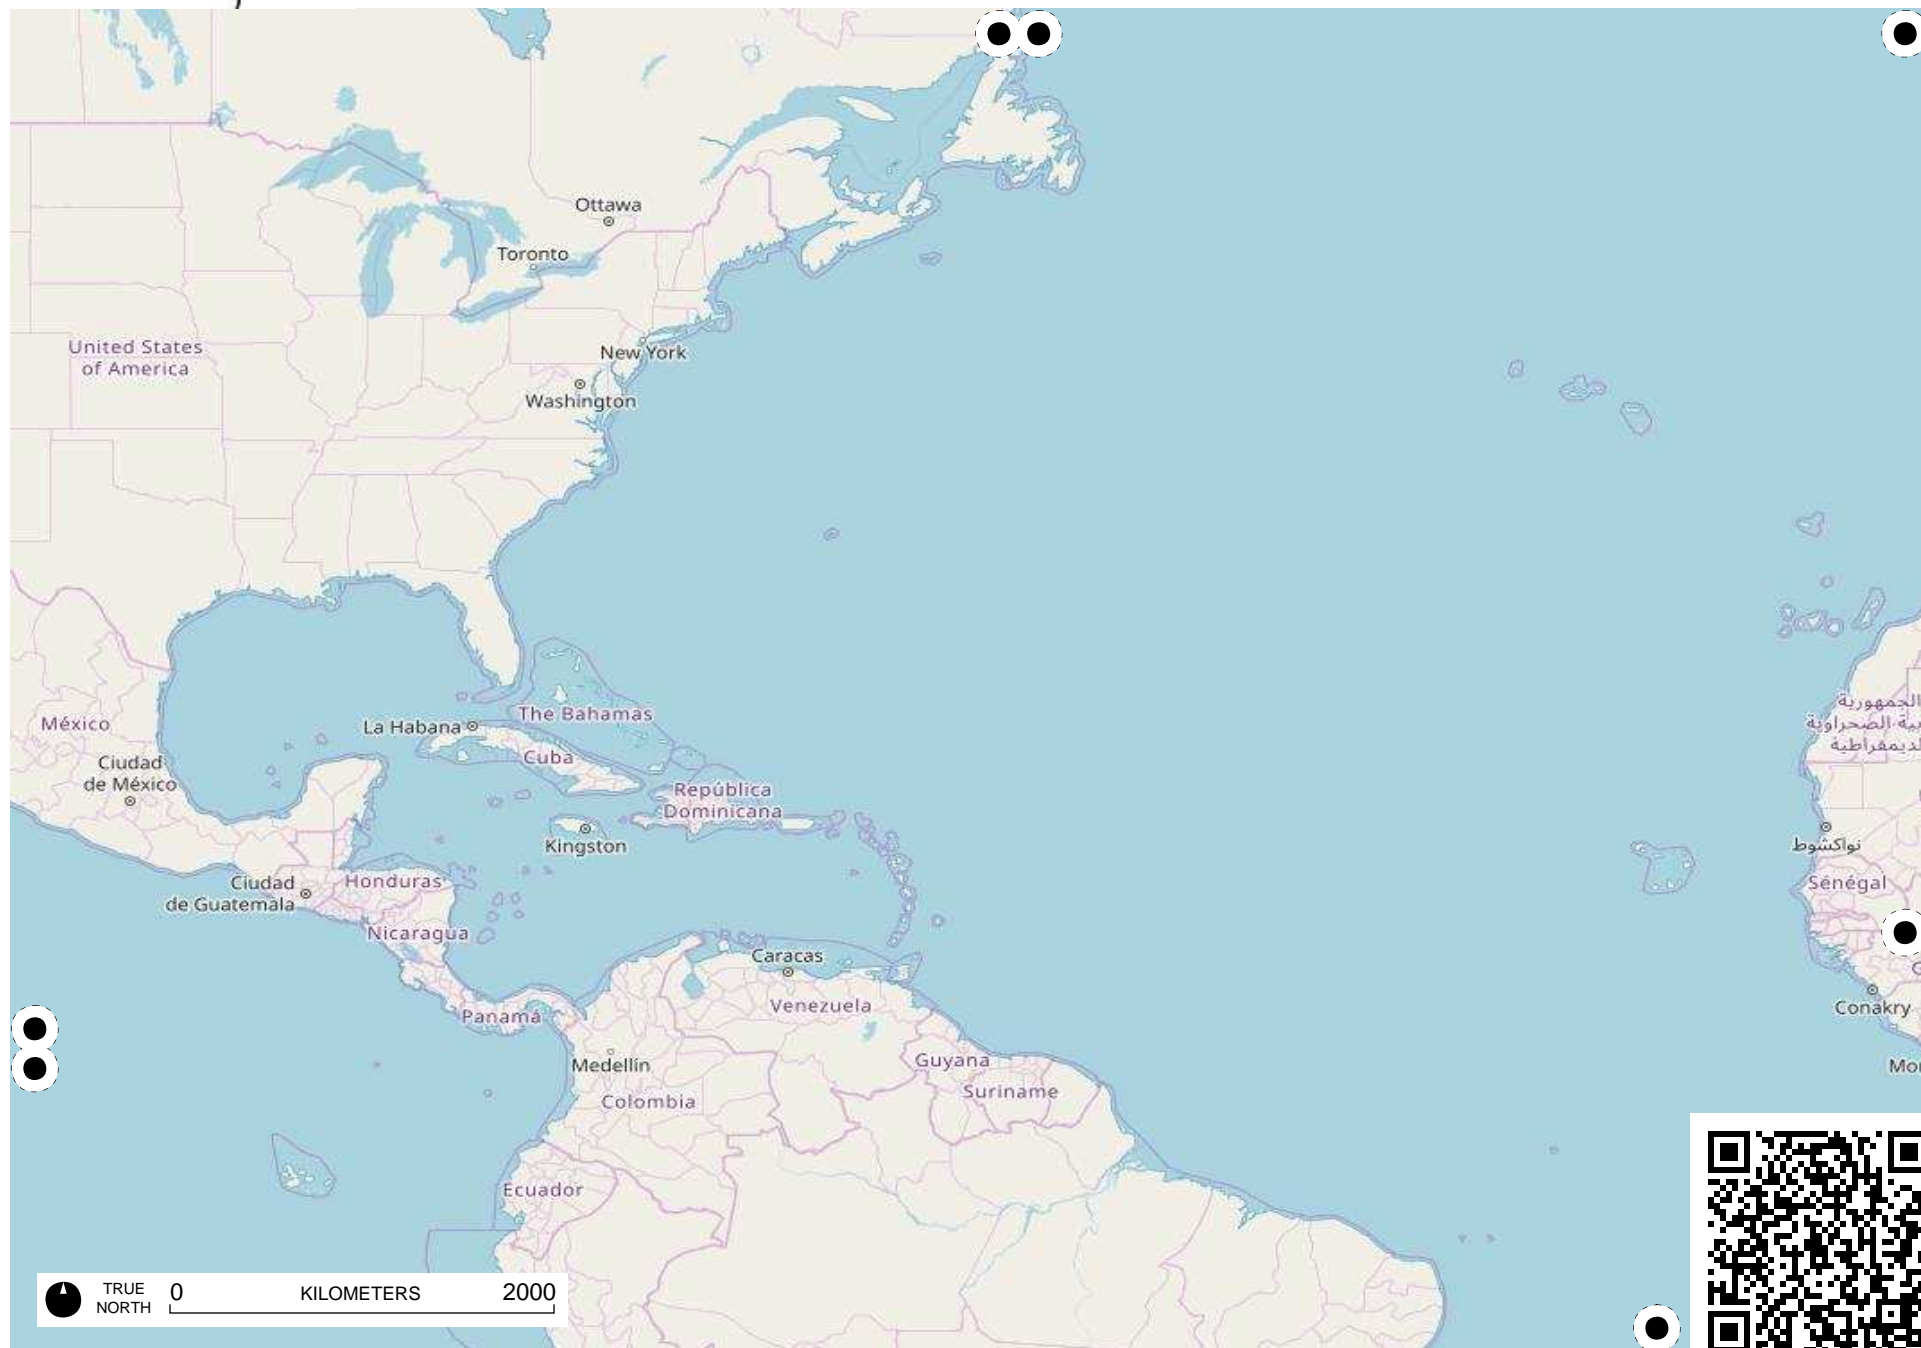 Ottawa
Toronto
United States
of America
New York
Washington
México
La Habana
The Bahamas
Ciudad
de México
Cuba
República
Dominicana
Kingston
نواكشوط
Ciudad
de Guatemala
Honduras
Sénégal
Nicaragua
Caracas
Venezuela
Panamá
Conakry
Medellín
Guyana
Suriname
Colombia
Ecuador
TRUE
NORTH
0
KILOMETERS
2000